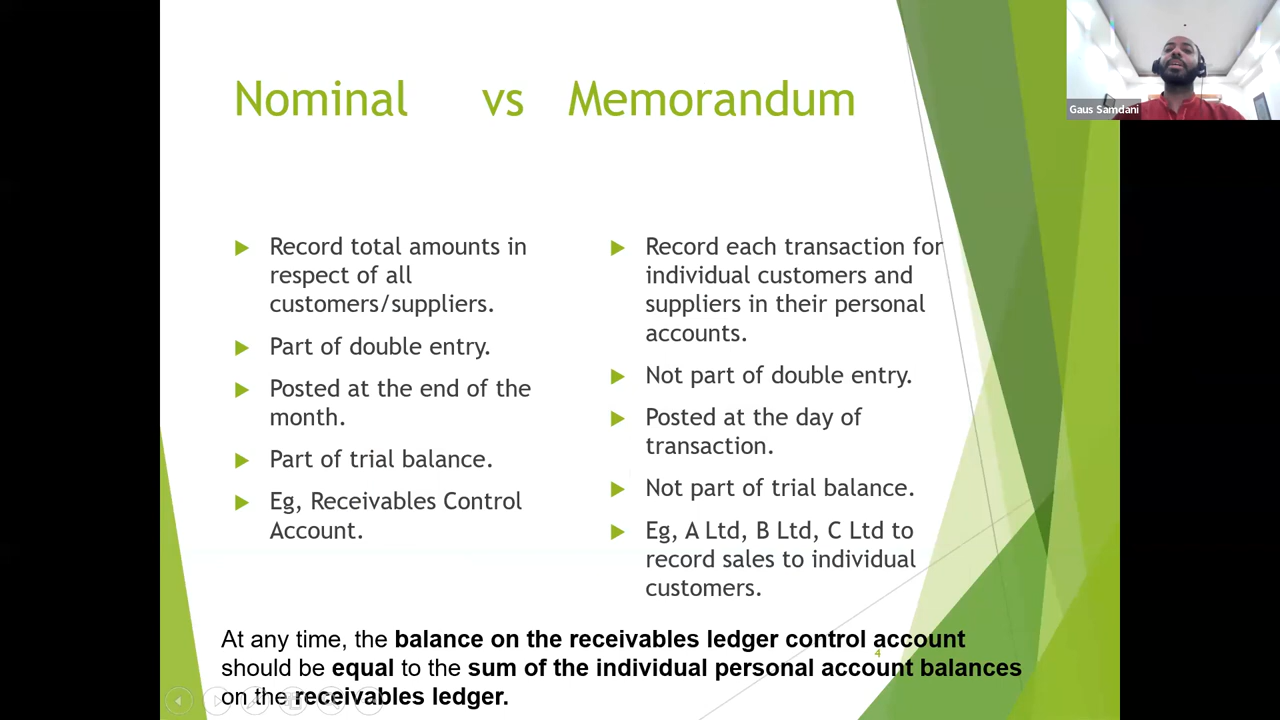 Nominal vs Memorandum
Gaus Samdani
Record total amounts in
respect of all
customers/suppliers.
Part of double entry.
Posted at the end of the
month.
Part of trial balance.
Eg, Receivables Control
Account.
Record each transaction for
individual customers and
suppliers in their personal
accounts.
Not part of double entry.
Posted at the day of
transaction.
Not part of trial balance.
Eg, A Ltd, B Ltd, C Ltd to
record sales to individual
customers.
At any time, the balance on the receivables ledger control account
should be equal to the sum of the individual personal account balances
on the receivables ledger.
4